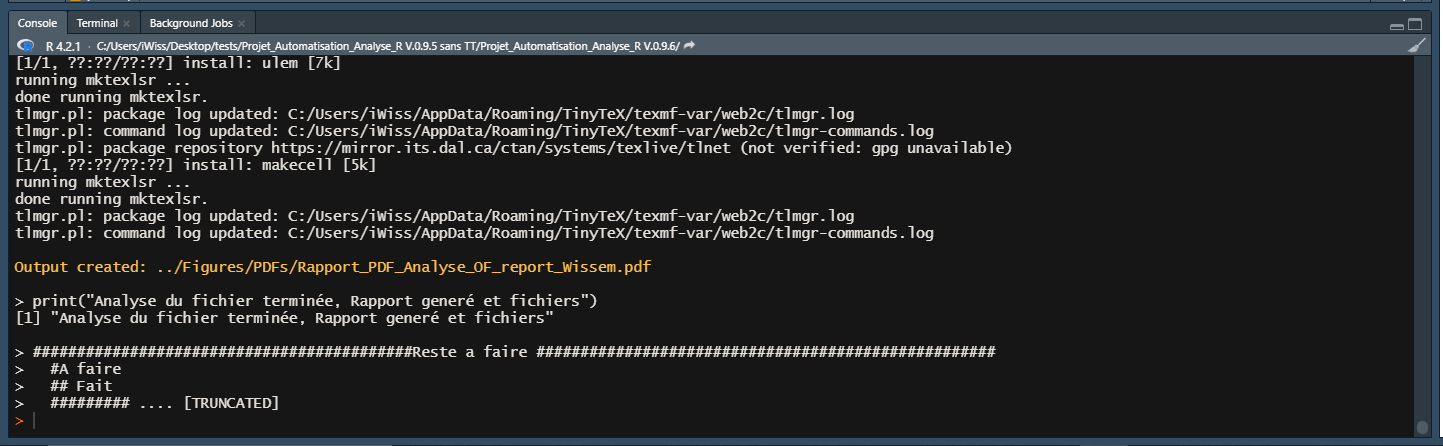 Console Terminal × Background Jobs ×
R 4.2.1 · C:/Users/iWiss/Desktop/tests/Projet_Automatisation_Analyse_R V.0.9.5 sans TT/Projet_Automatisation_Analyse_R V.0.9.6/
[1/1, ??:??/??:??] install: ulem [7k]
running mktexlsr ...
done running mktexlsr.
tlmgr.pl: package log updated: C:/Users/iWiss/AppData/Roaming/TinyTeX/texmf-var/web2c/tlmgr.log
tlmgr.pl: command log updated: C:/Users/iWiss/AppData/Roaming/TinyTeX/texmf-var/web2c/tlmgr-commands.log
tlmgr.pl: package repository https://mirror.its.dal.ca/ctan/systems/texlive/tlnet (not verified: gpg unavailable)
[1/1, ??:??/??:??] install: makecell [5k]
running mktexlsr ...
done running mktexlsr.
tlmgr.pl: package log updated: C:/Users/iWiss/AppData/Roaming/TinyTeX/texmf-var/web2c/tlmgr.log
tlmgr.pl: command log updated: C:/Users/iWiss/AppData/Roaming/TinyTeX/texmf-var/web2c/tlmgr-commands.log
Output created: ../Figures/PDFs/Rapport_PDF_Analyse_OF_report_Wissem.pdf
> print("Analyse du fichier terminée, Rapport generé et fichiers")
[1] "Analyse du fichier terminée, Rapport generé et fichiers"
> ###########################################Reste a faire ####################################################
>   #A faire
>   ## Fait
>   ######### .... [TRUNCATED]
>